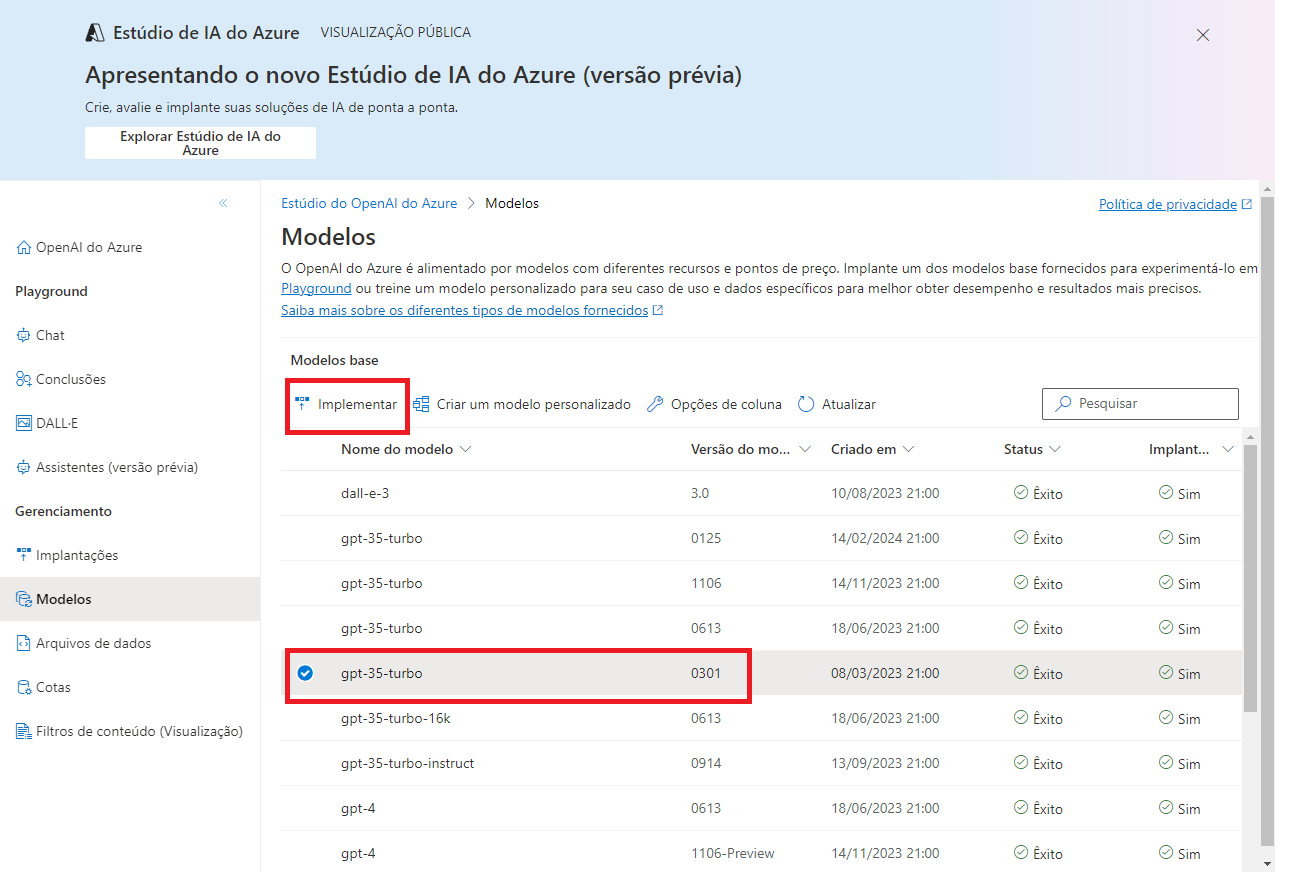 Estúdio de IA do Azure VISUALIZAÇÃO PÚBLICA
Apresentando o novo Estúdio de IA do Azure (versão prévia)
Crie, avalie e implante suas soluções de IA de ponta a ponta.
Explorar Estúdio de IA do
Azure
OpenAI do Azure
Playground
Chat
Conclusões
DALL·E
Assistentes (versão prévia)
Gerenciamento
Implantações
Modelos
Arquivos de dados
Cotas
Filtros de conteúdo (Visualização)
Estúdio do OpenAI do Azure > Modelos
Política de privacidade
Modelos
O OpenAI do Azure é alimentado por modelos com diferentes recursos e pontos de preço. Implante um dos modelos base fornecidos para experimentá-lo em
Playground ou treine um modelo personalizado para seu caso de uso e dados específicos para melhor obter desempenho e resultados mais precisos.
Saiba mais sobre os diferentes tipos de modelos fornecidos
Modelos base
Implementar Criar um modelo personalizado Opções de coluna Atualizar Pesquisar
Nome do modelo Versão do mo... Criado em Status Implant...
dall-e-3 3.0 10/08/2023 21:00 Êxito Sim
gpt-35-turbo 0125 14/02/2024 21:00 Êxito Sim
gpt-35-turbo 1106 14/11/2023 21:00 Êxito Sim
gpt-35-turbo 0613 18/06/2023 21:00 Êxito Sim
gpt-35-turbo 0301 08/03/2023 21:00 Êxito Sim
gpt-35-turbo-16k 0613 18/06/2023 21:00 Êxito Sim
gpt-35-turbo-instruct 0914 13/09/2023 21:00 Êxito Sim
gpt-4 0613 18/06/2023 21:00 Êxito Sim
gpt-4 1106-Preview 14/11/2023 21:00 Êxito Sim